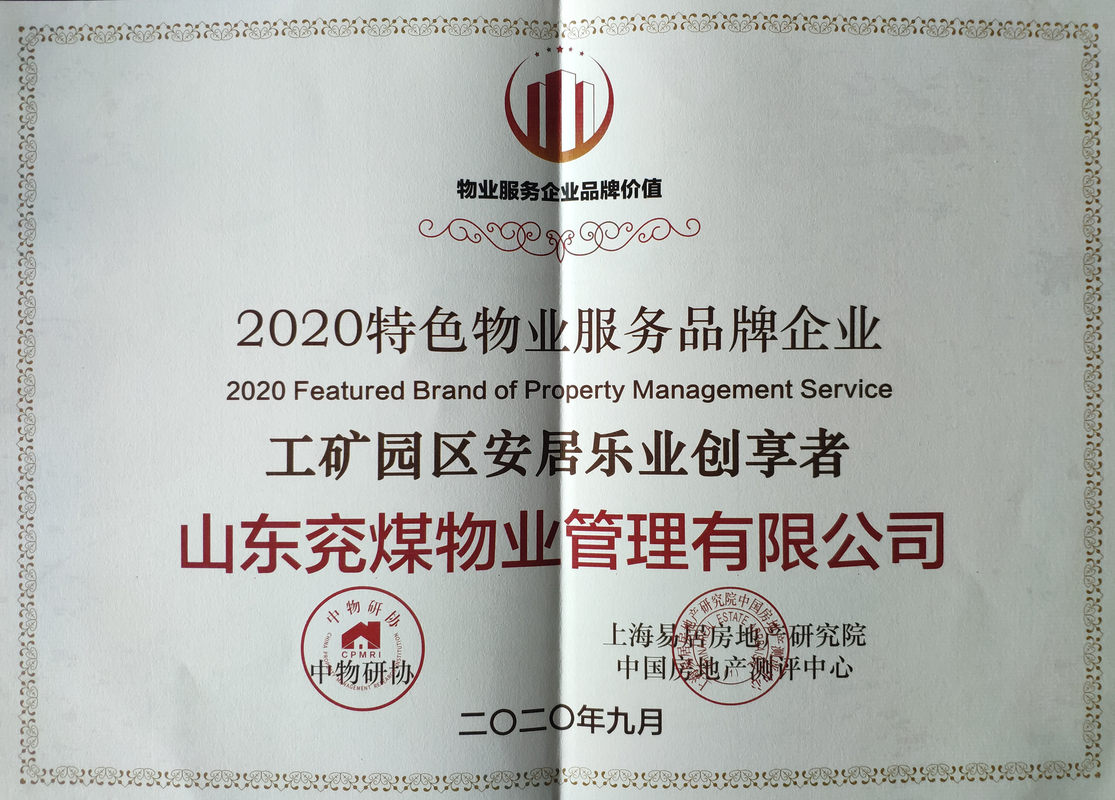 物业服务企业品牌价值
2020特色物业服务品牌企业
2020 Featured Brand of Property Management Service
工矿园区安居乐业创享者
山东兖煤物业管理有限公司
中物研协
CPMRI
中物研协
上海易居房地产研究院
中国房地产测评中心
二〇二〇年九月